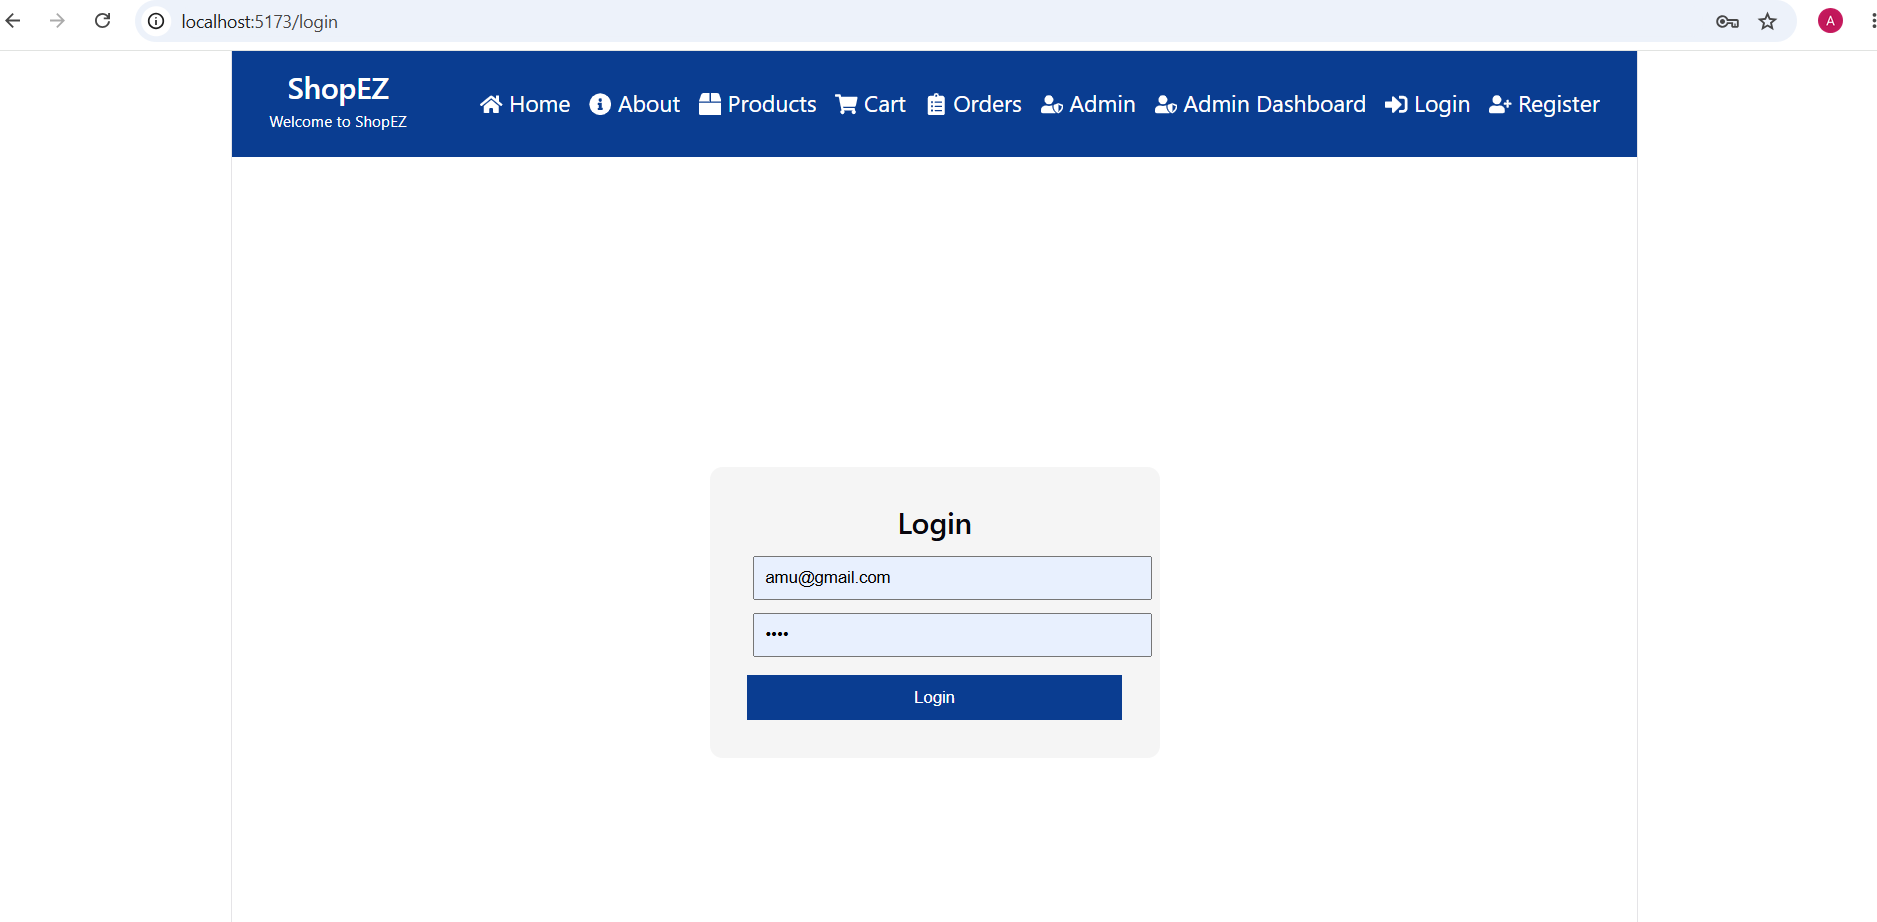 localhost:5173/login
A
ShopEZ
Welcome to ShopEZ
Home About Products Cart Orders Admin Admin Dashboard Login Register
Login
amu@gmail.com
••••
Login